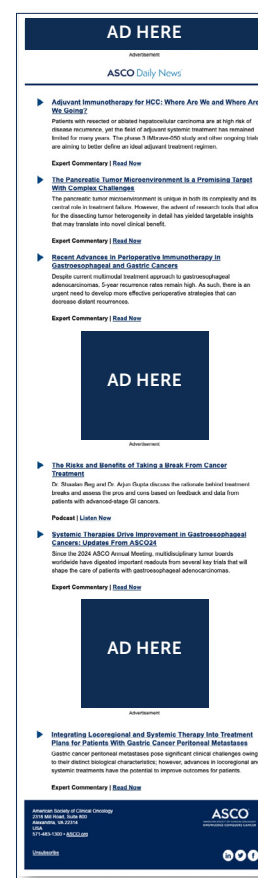 AD HERE
Advertisement
ASCO Daily News
Adjuvant Immunotherapy for HCC: Where Are We and Where Are
We Going?
Patients with resected or ablated hepatocellular carcinoma are at high risk of
disease recurrence, yet the field of adjuvant systemic treatment has remained
limited for many years. The phase 3 IMbrave-050 study and other ongoing trials
are aiming to better define an ideal adjuvant treatment regimen.
Expert Commentary | Read Now
The Pancreatic Tumor Microenvironment Is a Promising Target
With Complex Challenges
The pancreatic tumor microenvironment is unique in both its complexity and its
central role in treatment failure. However, the advent of research tools that allow
for the dissecting tumor heterogeneity in detail has yielded targetable insights
that may translate into novel clinical benefit.
Expert Commentary | Read Now
Recent Advances in Perioperative Immunotherapy in
Gastroesophageal and Gastric Cancers
Despite current multimodal treatment approach to gastroesophageal
adenocarcinomas, 5-year recurrence rates remain high. As such, there is an
urgent need to develop more effective perioperative strategies that can
decrease distant recurrences.
Expert Commentary | Read Now
AD HERE
Advertisement
The Risks and Benefits of Taking a Break From Cancer
Treatment
Dr. Shaalan Beg and Dr. Arjun Gupta discuss the rationale behind treatment
breaks and assess the pros and cons based on feedback and data from
patients with advanced-stage GI cancers.
Podcast | Listen Now
Systemic Therapies Drive Improvement in Gastroesophageal
Cancers: Updates From ASCO24
Since the 2024 ASCO Annual Meeting, multidisciplinary tumor boards
worldwide have digested important readouts from several key trials that will
shape the care of patients with gastroesophageal adenocarcinomas.
Expert Commentary | Read Now
AD HERE
Advertisement
Integrating Locoregional and Systemic Therapy Into Treatment
Plans for Patients With Gastric Cancer Peritoneal Metastases
Gastric cancer peritoneal metastases pose significant clinical challenges owing
to their distinct biological characteristics; however, advances in locoregional and
systemic treatments have the potential to improve outcomes for patients.
Expert Commentary | Read Now
American Society of Clinical Oncology
2318 Mill Road, Suite 800
Alexandria, VA 22314
USA
571-483-1300 • ASCO.org
Unsubscribe
ASCO
AMERICAN SOCIETY OF CLINICAL ONCOLOGY
KNOWLEDGE CONQUERS CANCER